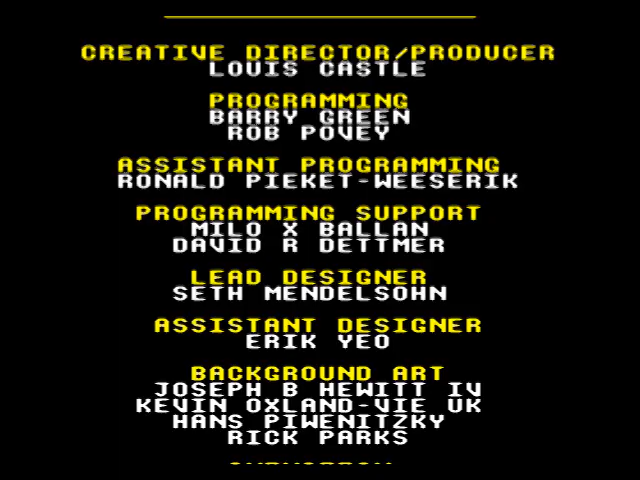 CREATIVE DIRECTOR/PRODUCER
LOUIS CASTLE
PROGRAMMING
BARRY GREEN
ROB POVEY
ASSISTANT PROGRAMMING
RONALD PIEKET-WEESERIK
PROGRAMMING SUPPORT
MILO X BALLAN
DAVID R DETTMER
LEAD DESIGNER
SETH MENDELSOHN
ASSISTANT DESIGNER
ERIK YEO
BACKGROUND ART
JOSEPH B HEWITT IV
KEVIN OXLAND-VIE UK
HANS PIWENITZKY
RICK PARKS